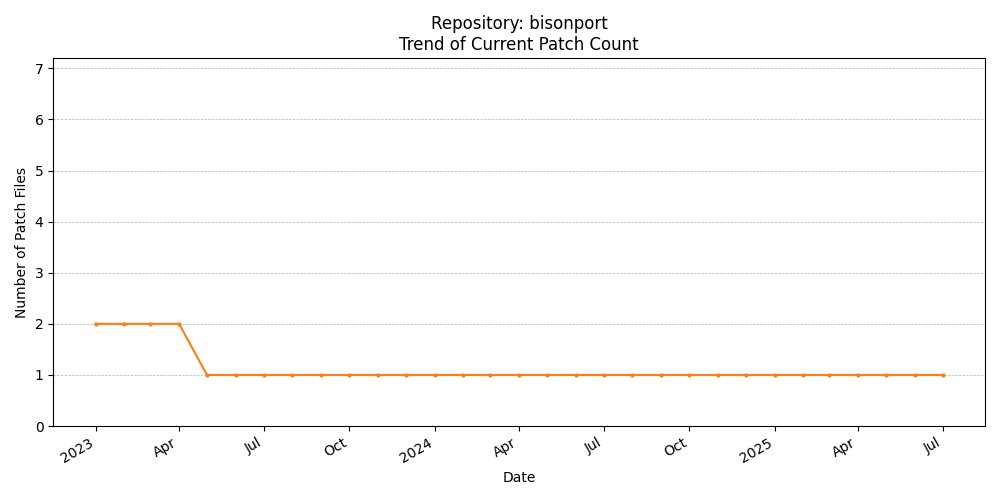 Repository: bisonport
Trend of Current Patch Count
7
6
5
4
3
2
1
0
Number of Patch Files
2023
Apr
Jul
Oct
2024
Apr
Jul
Oct
2025
Apr
Jul
Date